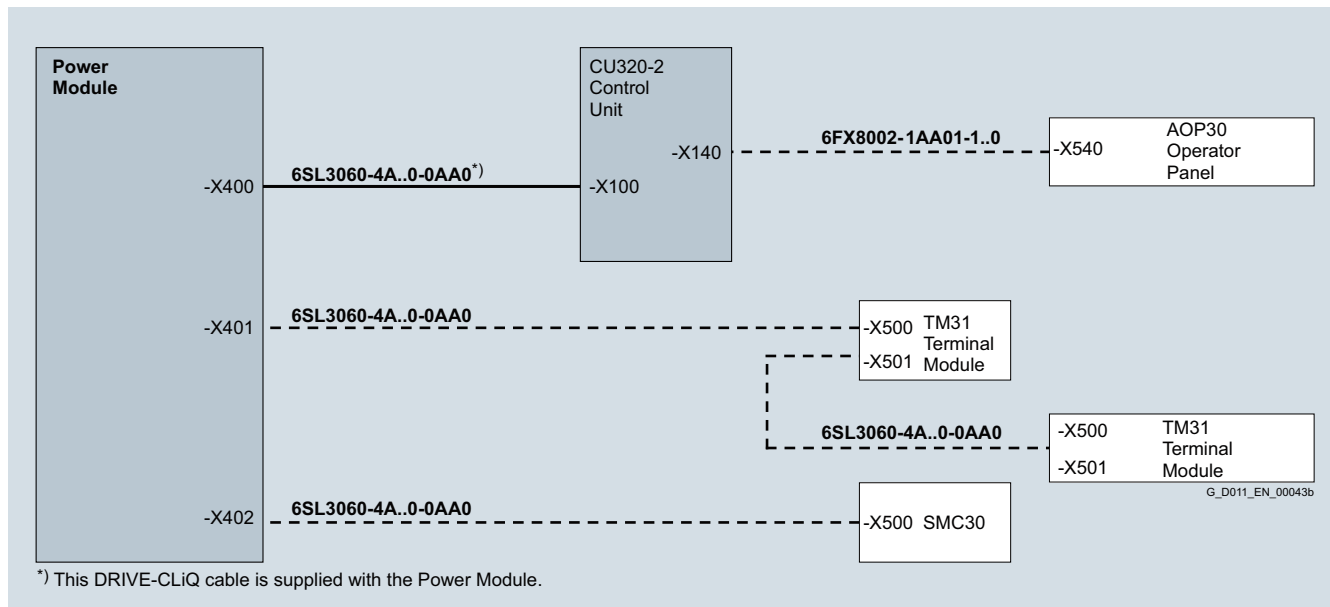 Power
Module
CU320-2
Control
Unit
-X140
6FX8002-1AA01-1..0
-X540
AOP30
Operator
Panel
-X400
6SL3060-4A..0-0AA0*)
-X100
-X401
6SL3060-4A..0-0AA0
-X500 TM31
Terminal
-X501 Module
6SL3060-4A..0-0AA0
-X500 TM31
Terminal
-X501 Module
G_D011_EN_00043b
-X402
6SL3060-4A..0-0AA0
-X500 SMC30
*) This DRIVE-CLiQ cable is supplied with the Power Module.